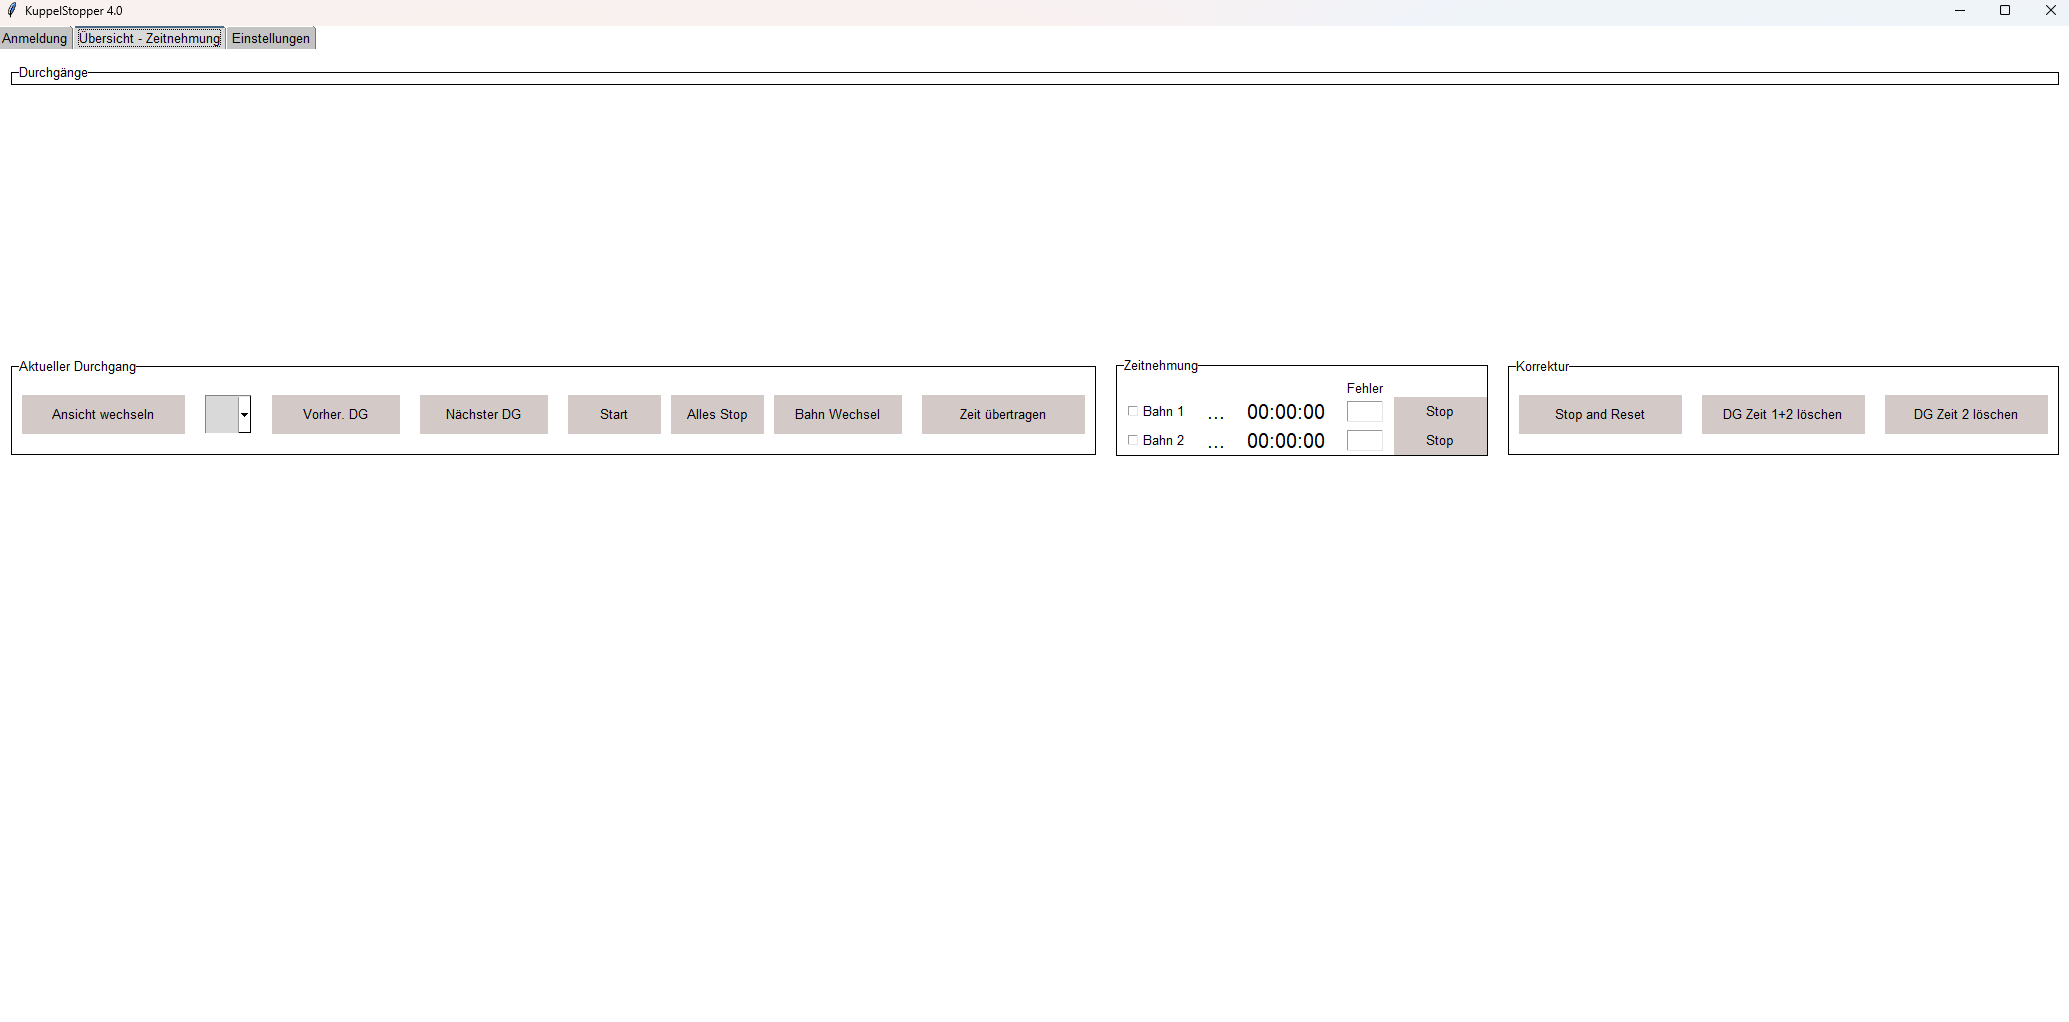 KuppelStopper 4.0
Anmeldung Übersicht - Zeitnehmung Einstellungen
Durchgänge
Aktueller Durchgang
Ansicht wechseln Vorher. DG Nächster DG Start Alles Stop Bahn Wechsel Zeit übertragen
Zeitnehmung
Fehler
Bahn 1 ... 00:00:00 Stop
Bahn 2 ... 00:00:00 Stop
Korrektur
Stop and Reset DG Zeit 1+2 löschen DG Zeit 2 löschen